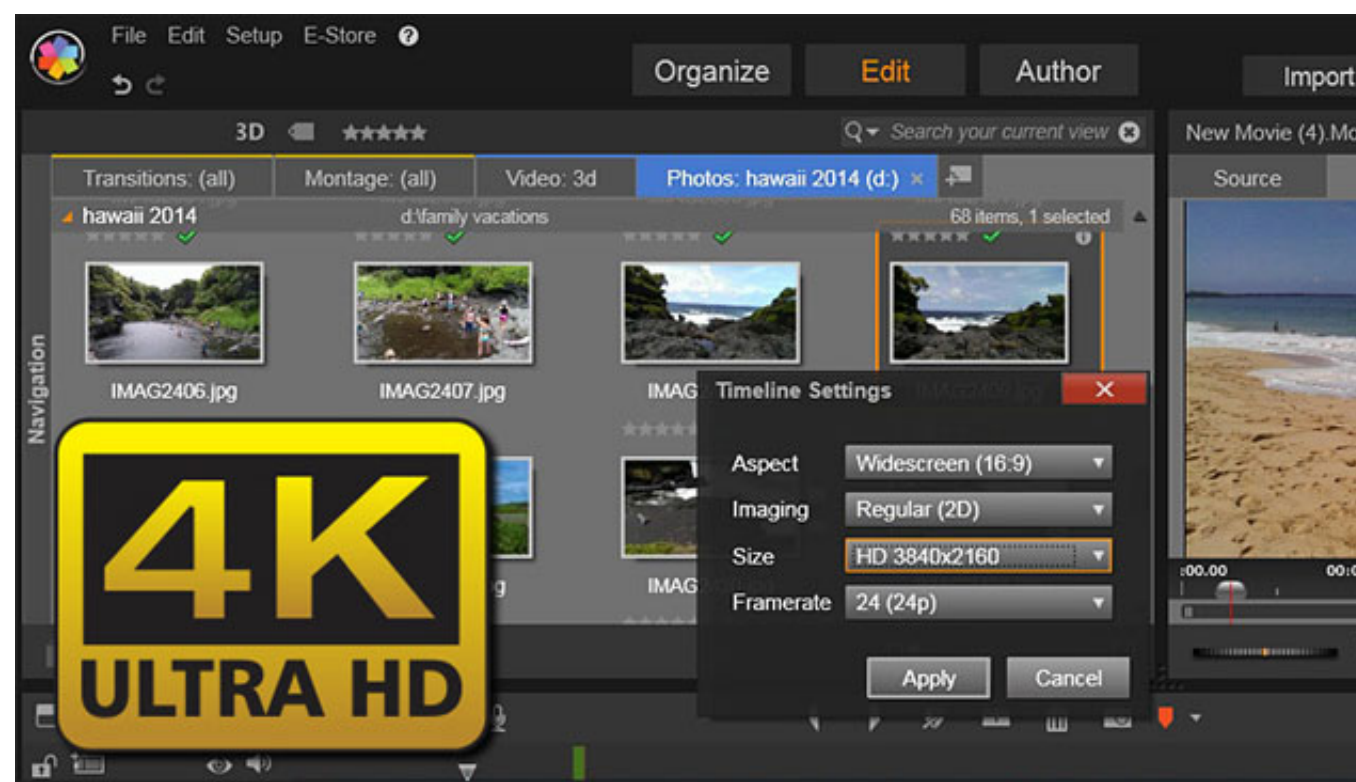 File Edit Setup E-Store ?
Organize Edit Author Import
3D Search your current view New Movie (4).Mo
Transitions: (all) Montage: (all) Video: 3d Photos: hawaii 2014 (d:) × Source
hawaii 2014 d:\family vacations 68 items, 1 selected
Navigation
IMAG2406.jpg IMAG2407.jpg IMAG
Timeline Settings
Aspect Widescreen (16:9)
Imaging Regular (2D)
Size HD 3840x2160
Framerate 24 (24p)
Apply Cancel
IMAG
:00.00 00:0
4K
ULTRA HD